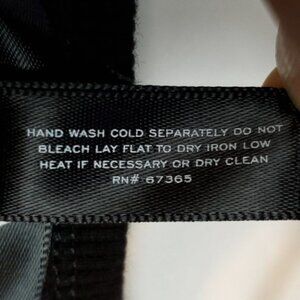 HAND WASH COLD SEPARATELY DO NOT
BLEACH LAY FLAT TO DRY IRON LOW
HEAT IF NECESSARY OR DRY CLEAN
RN# 67365